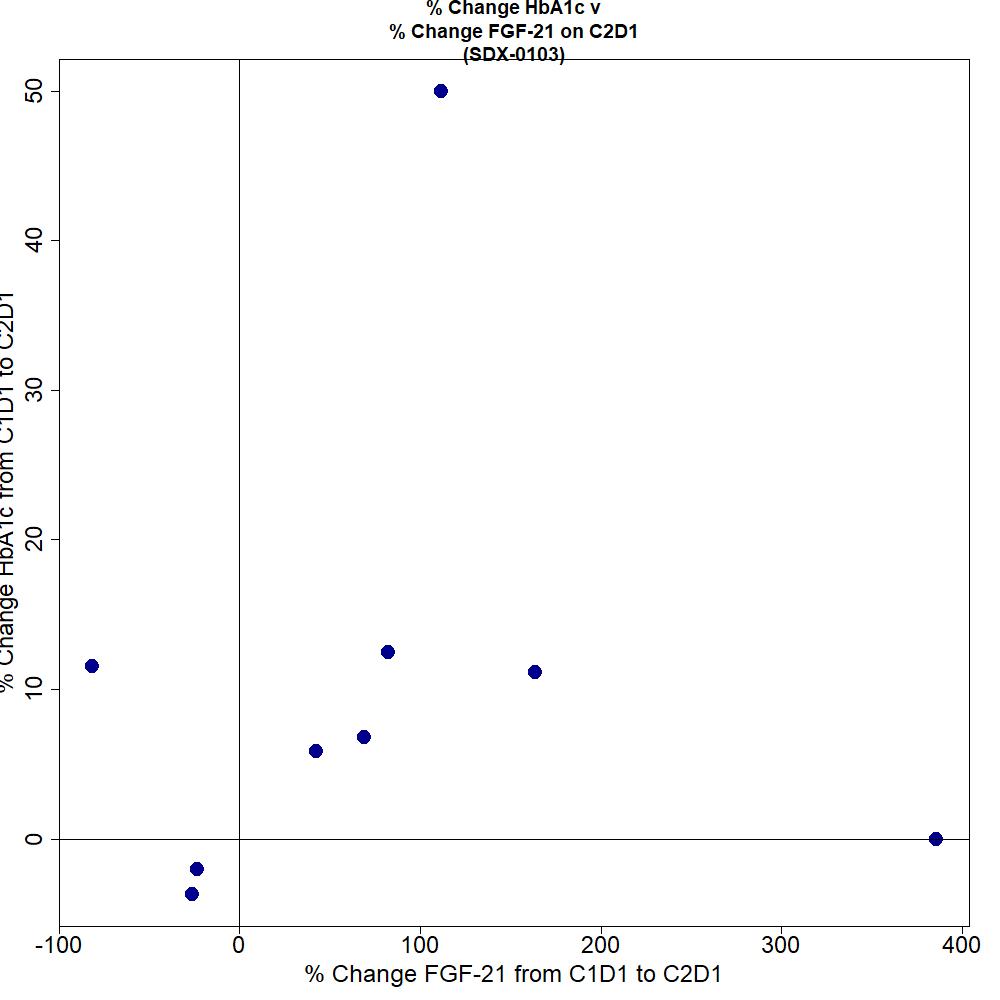 % Change HbA1c v
% Change FGF-21 on C2D1
(SDX-0103)
% Change HbA1c from C1D1 to C2D1
50
40
30
20
10
0
-100 0 100 200 300 400
% Change FGF-21 from C1D1 to C2D1